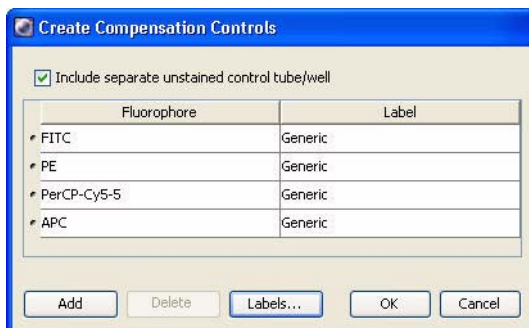 Create Compensation Controls
Include separate unstained control tube/well
Fluorophore Label
FITC Generic
PE Generic
PerCP-Cy5-5 Generic
APC Generic
Add Delete Labels... OK Cancel